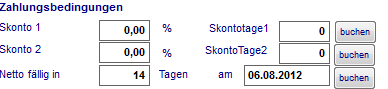 Zahlungsbedingungen
Skonto 1 0,00 % Skontotage1 0 buchen
Skonto 2 0,00 % SkontoTage2 0 buchen
Netto fällig in 14 Tagen am 06.08.2012 buchen